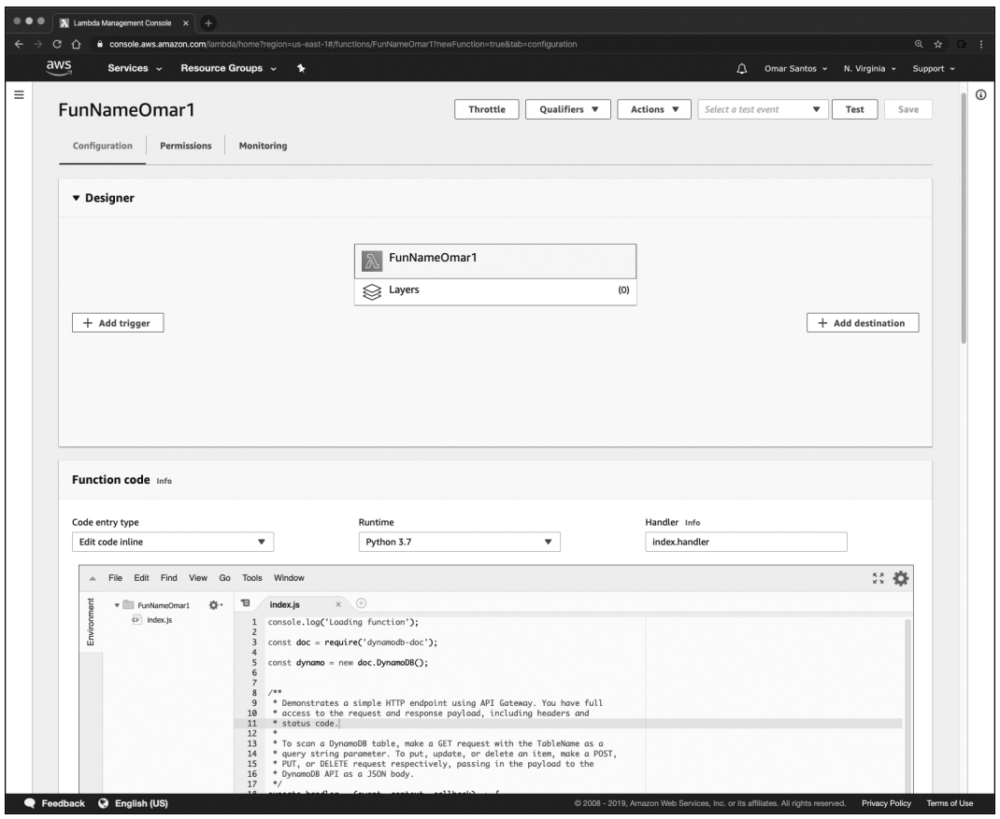 Lambda Management Console × +
console.aws.amazon.com/lambda/home?region=us-east-1#/functions/FunNameOmar1?newFunction=true&tab=configuration
aws Services Resource Groups Omar Santos N. Virginia Support
FunNameOmar1 Throttle Qualifiers Actions Select a test event Test Save
Configuration Permissions Monitoring
Designer
FunNameOmar1
Layers (0)
+ Add trigger + Add destination
Function code Info
Code entry type Runtime Handler Info
Edit code inline Python 3.7 index.handler
File Edit Find View Go Tools Window
Environment
FunNameOmar1 index.js ×
index.js
1 console.log('Loading function');
2
3 const doc = require('dynamodb-doc');
4
5 const dynamo = new doc.DynamoDB();
6
7
8 /**
9 * Demonstrates a simple HTTP endpoint using API Gateway. You have full
10 * access to the request and response payload, including headers and
11 * status code.
12 *
13 * To scan a DynamoDB table, make a GET request with the TableName as a
14 * query string parameter. To put, update, or delete an item, make a POST,
15 * PUT, or DELETE request respectively, passing in the payload to the
16 * DynamoDB API as a JSON body.
17 */
Feedback English (US) © 2008 - 2019, Amazon Web Services, Inc. or its affiliates. All rights reserved. Privacy Policy Terms of Use